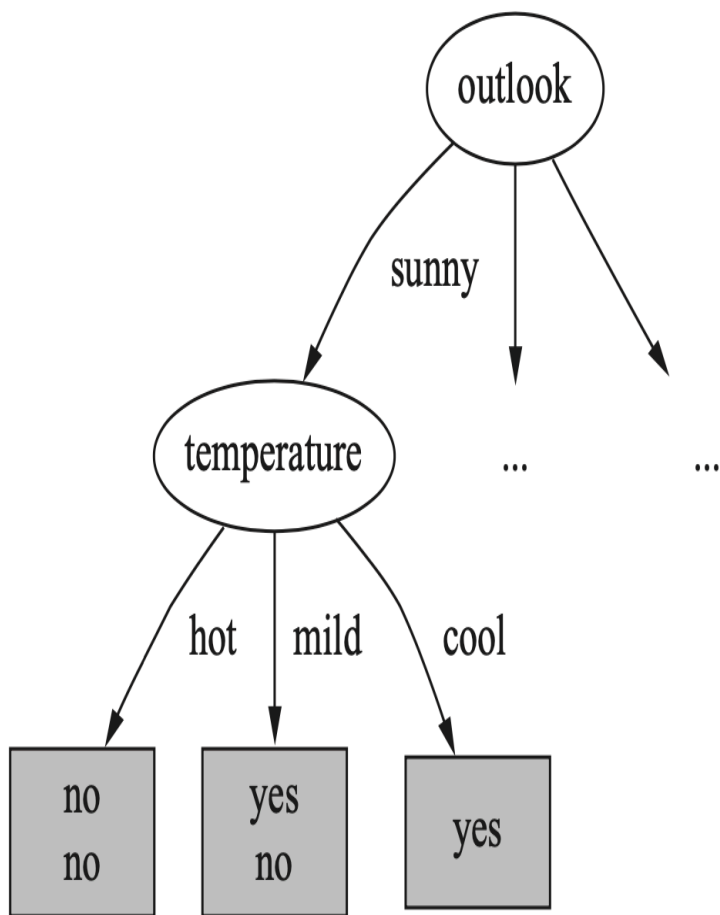 outlook
sunny
temperature
...
...
hot
mild
cool
no
no
yes
no
yes